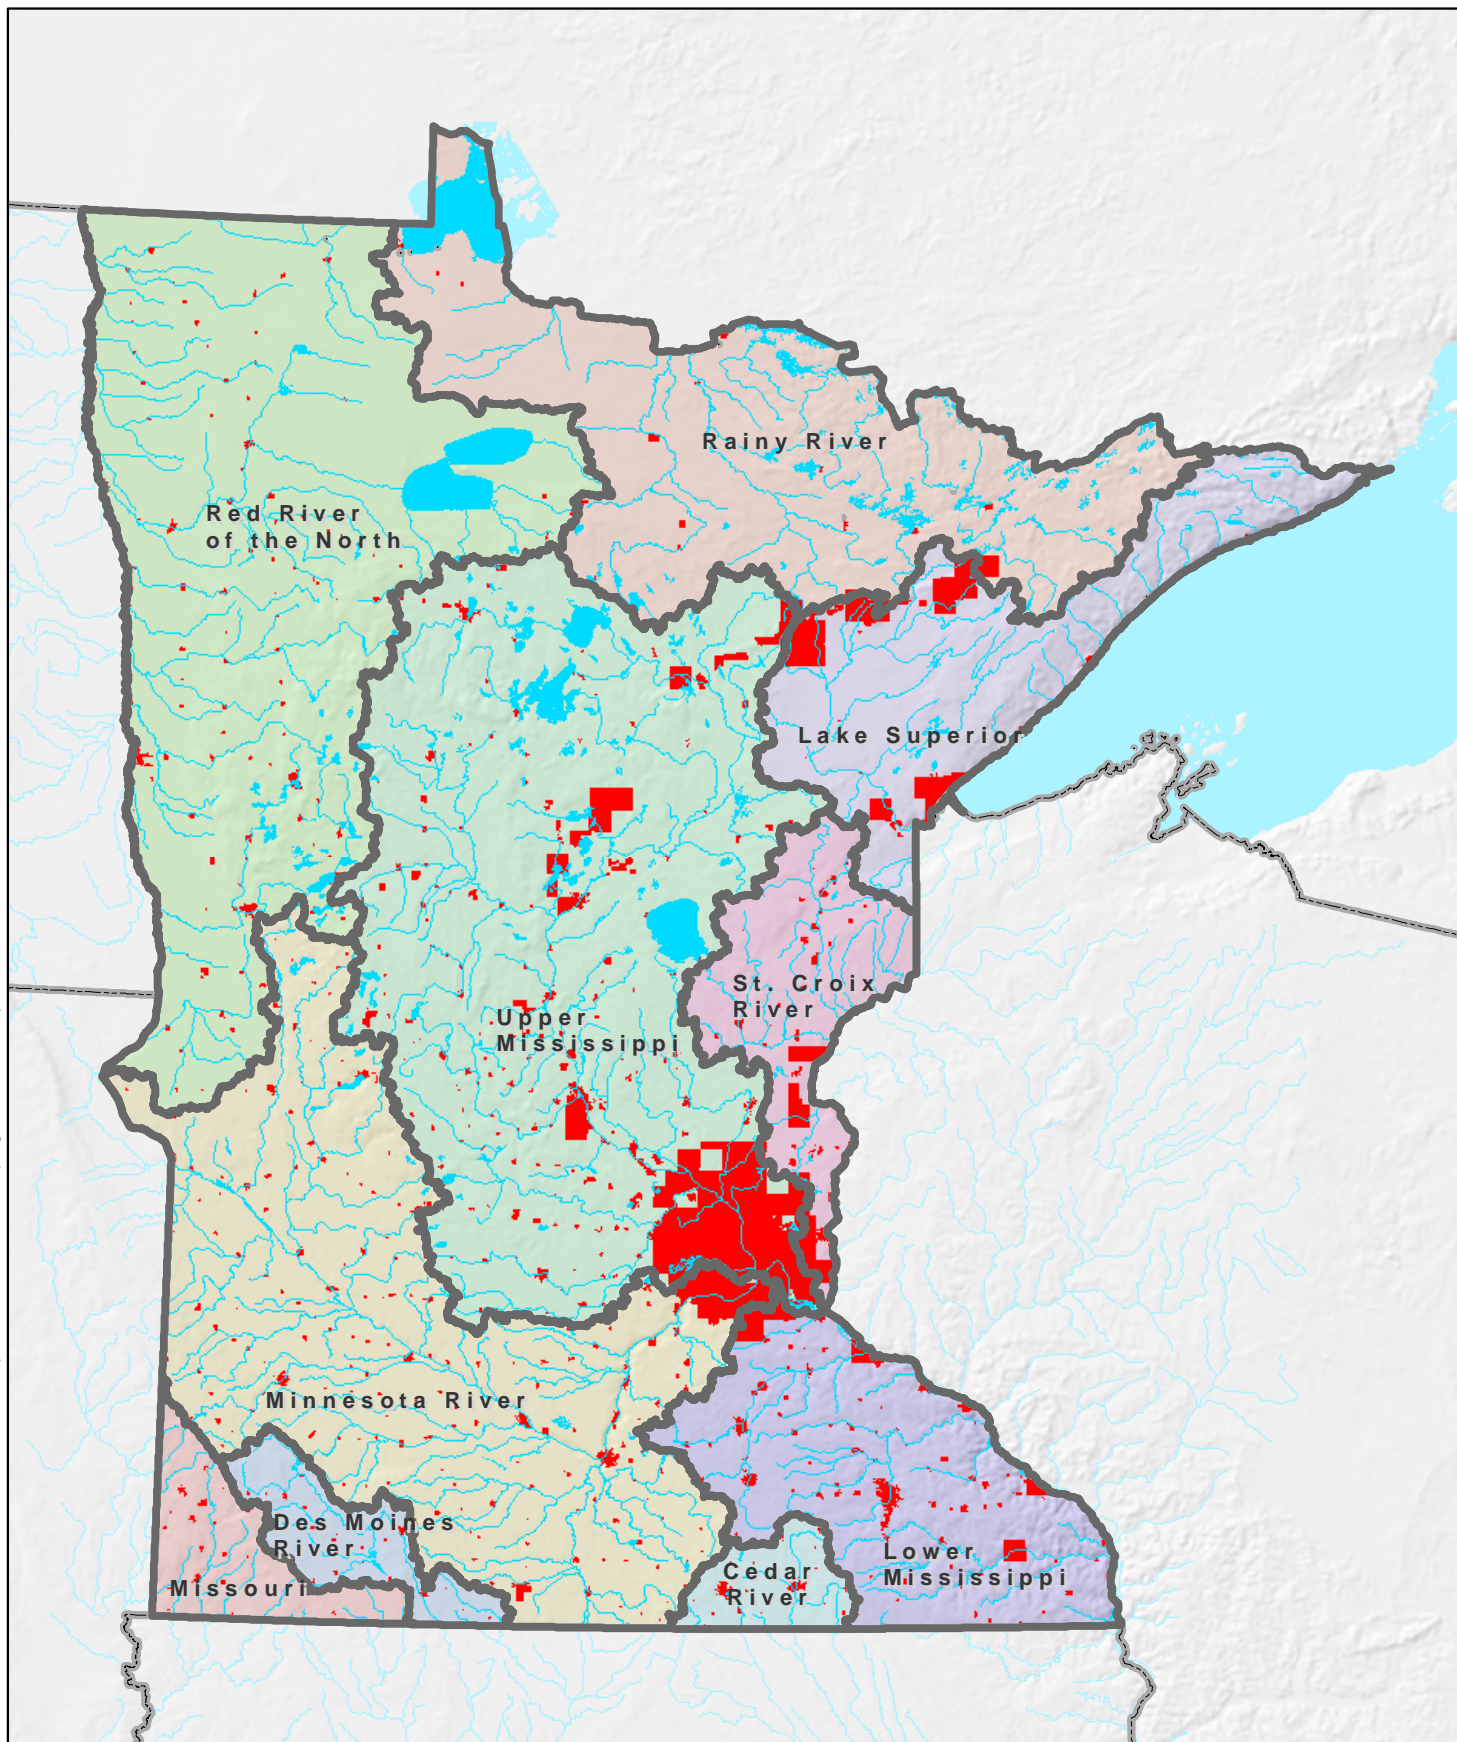 Rainy River
Red River
of the North
Lake Superior
St. Croix
River
Upper
Mississippi
Minnesota River
Des Moines
River
Missouri
Cedar
River
Lower
Mississippi